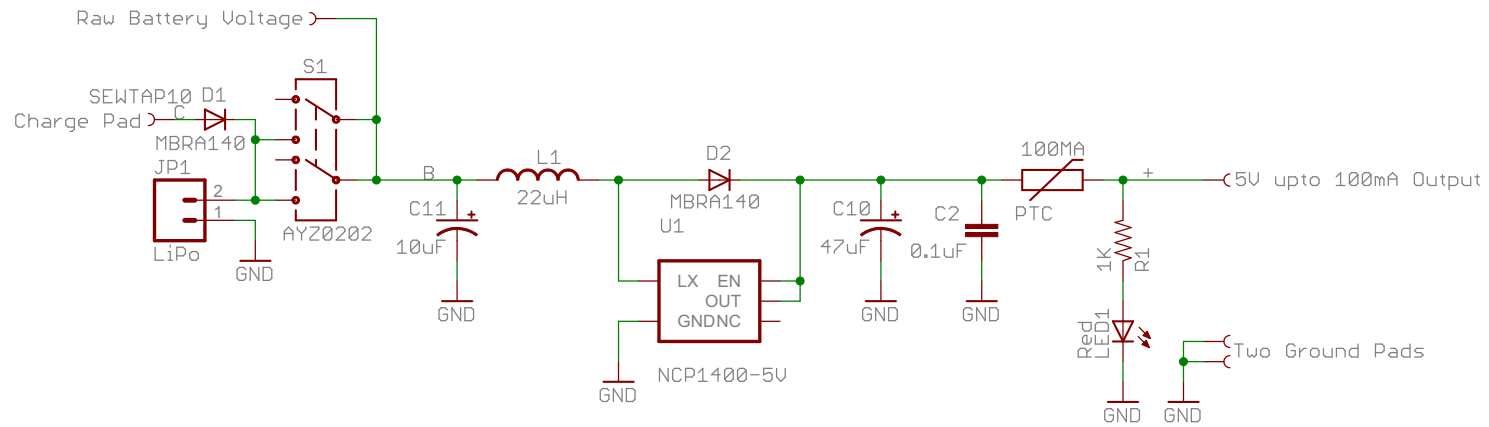 Raw Battery Voltage
S1
SEWTAP10 D1
C
Charge Pad
MBRA140
JP1
2
1
LiPo
GND
AYZ0202
B
C11
+
10uF
GND
L1
22uH
D2
MBRA140
U1
LX EN
OUT
GNDNC
NCP1400-5V
GND
C10
+
47uF
GND
C2
0.1uF
GND
100MA
PTC
+
5V upto 100mA Output
1K
R1
Red
LED1
GND
Two Ground Pads
GND